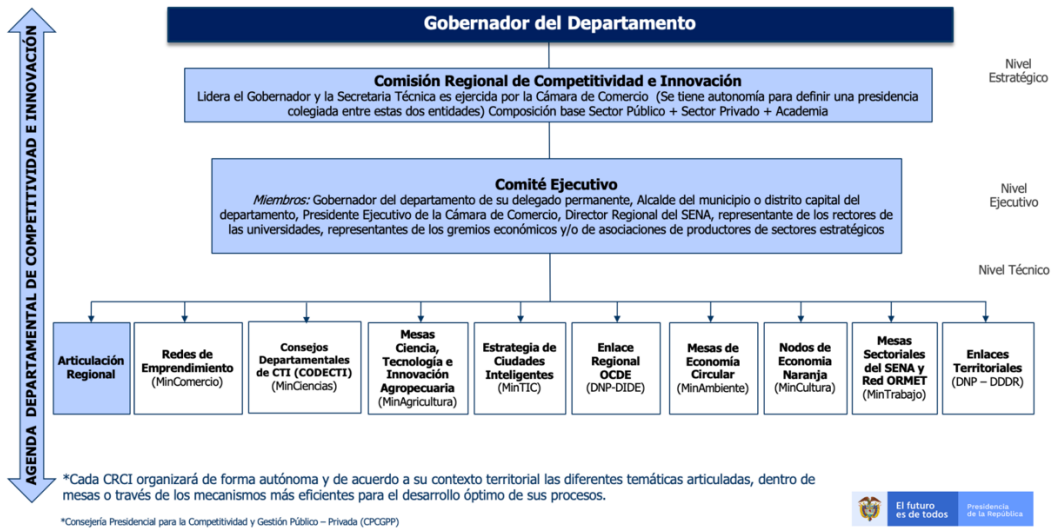 AGENDA DEPARTAMENTAL DE COMPETITIVIDAD E INNOVACIÓN
Gobernador del Departamento
Nivel
Estratégico
Comisión Regional de Competitividad e Innovación
Lidera el Gobernador y la Secretaria Técnica es ejercida por la Cámara de Comercio (Se tiene autonomía para definir una presidencia
colegiada entre estas dos entidades) Composición base Sector Público + Sector Privado + Academia
Nivel
Ejecutivo
Comité Ejecutivo
Miembros: Gobernador del departamento de su delegado permanente, Alcalde del municipio o distrito capital del
departamento, Presidente Ejecutivo de la Cámara de Comercio, Director Regional del SENA, representante de los rectores de
las universidades, representantes de los gremios económicos y/o de asociaciones de productores de sectores estratégicos
Nivel Técnico
Articulación
Regional
Redes de
Emprendimiento
(MinComercio)
Consejos
Departamentales
de CTI (CODECTI)
(MinCiencias)
Mesas
Ciencia,
Tecnología e
Innovación
Agropecuaria
(MinAgricultura)
Estrategia de
Ciudades
Inteligentes
(MinTIC)
Enlace
Regional
OCDE
(DNP-DIDE)
Mesas de
Economía
Circular
(MinAmbiente)
Nodos de
Economia
Naranja
(MinCultura)
Mesas
Sectoriales
del SENA y
Red ORMET
(MinTrabajo)
Enlaces
Territoriales
(DNP – DDDR)
*Cada CRCI organizará de forma autónoma y de acuerdo a su contexto territorial las diferentes temáticas articuladas, dentro de
mesas o través de los mecanismos más eficientes para el desarrollo óptimo de sus procesos.
*Consejería Presidencial para la Competitividad y Gestión Público – Privada (CPCGPP)
El futuro
es de todos
Presidencia
de la República